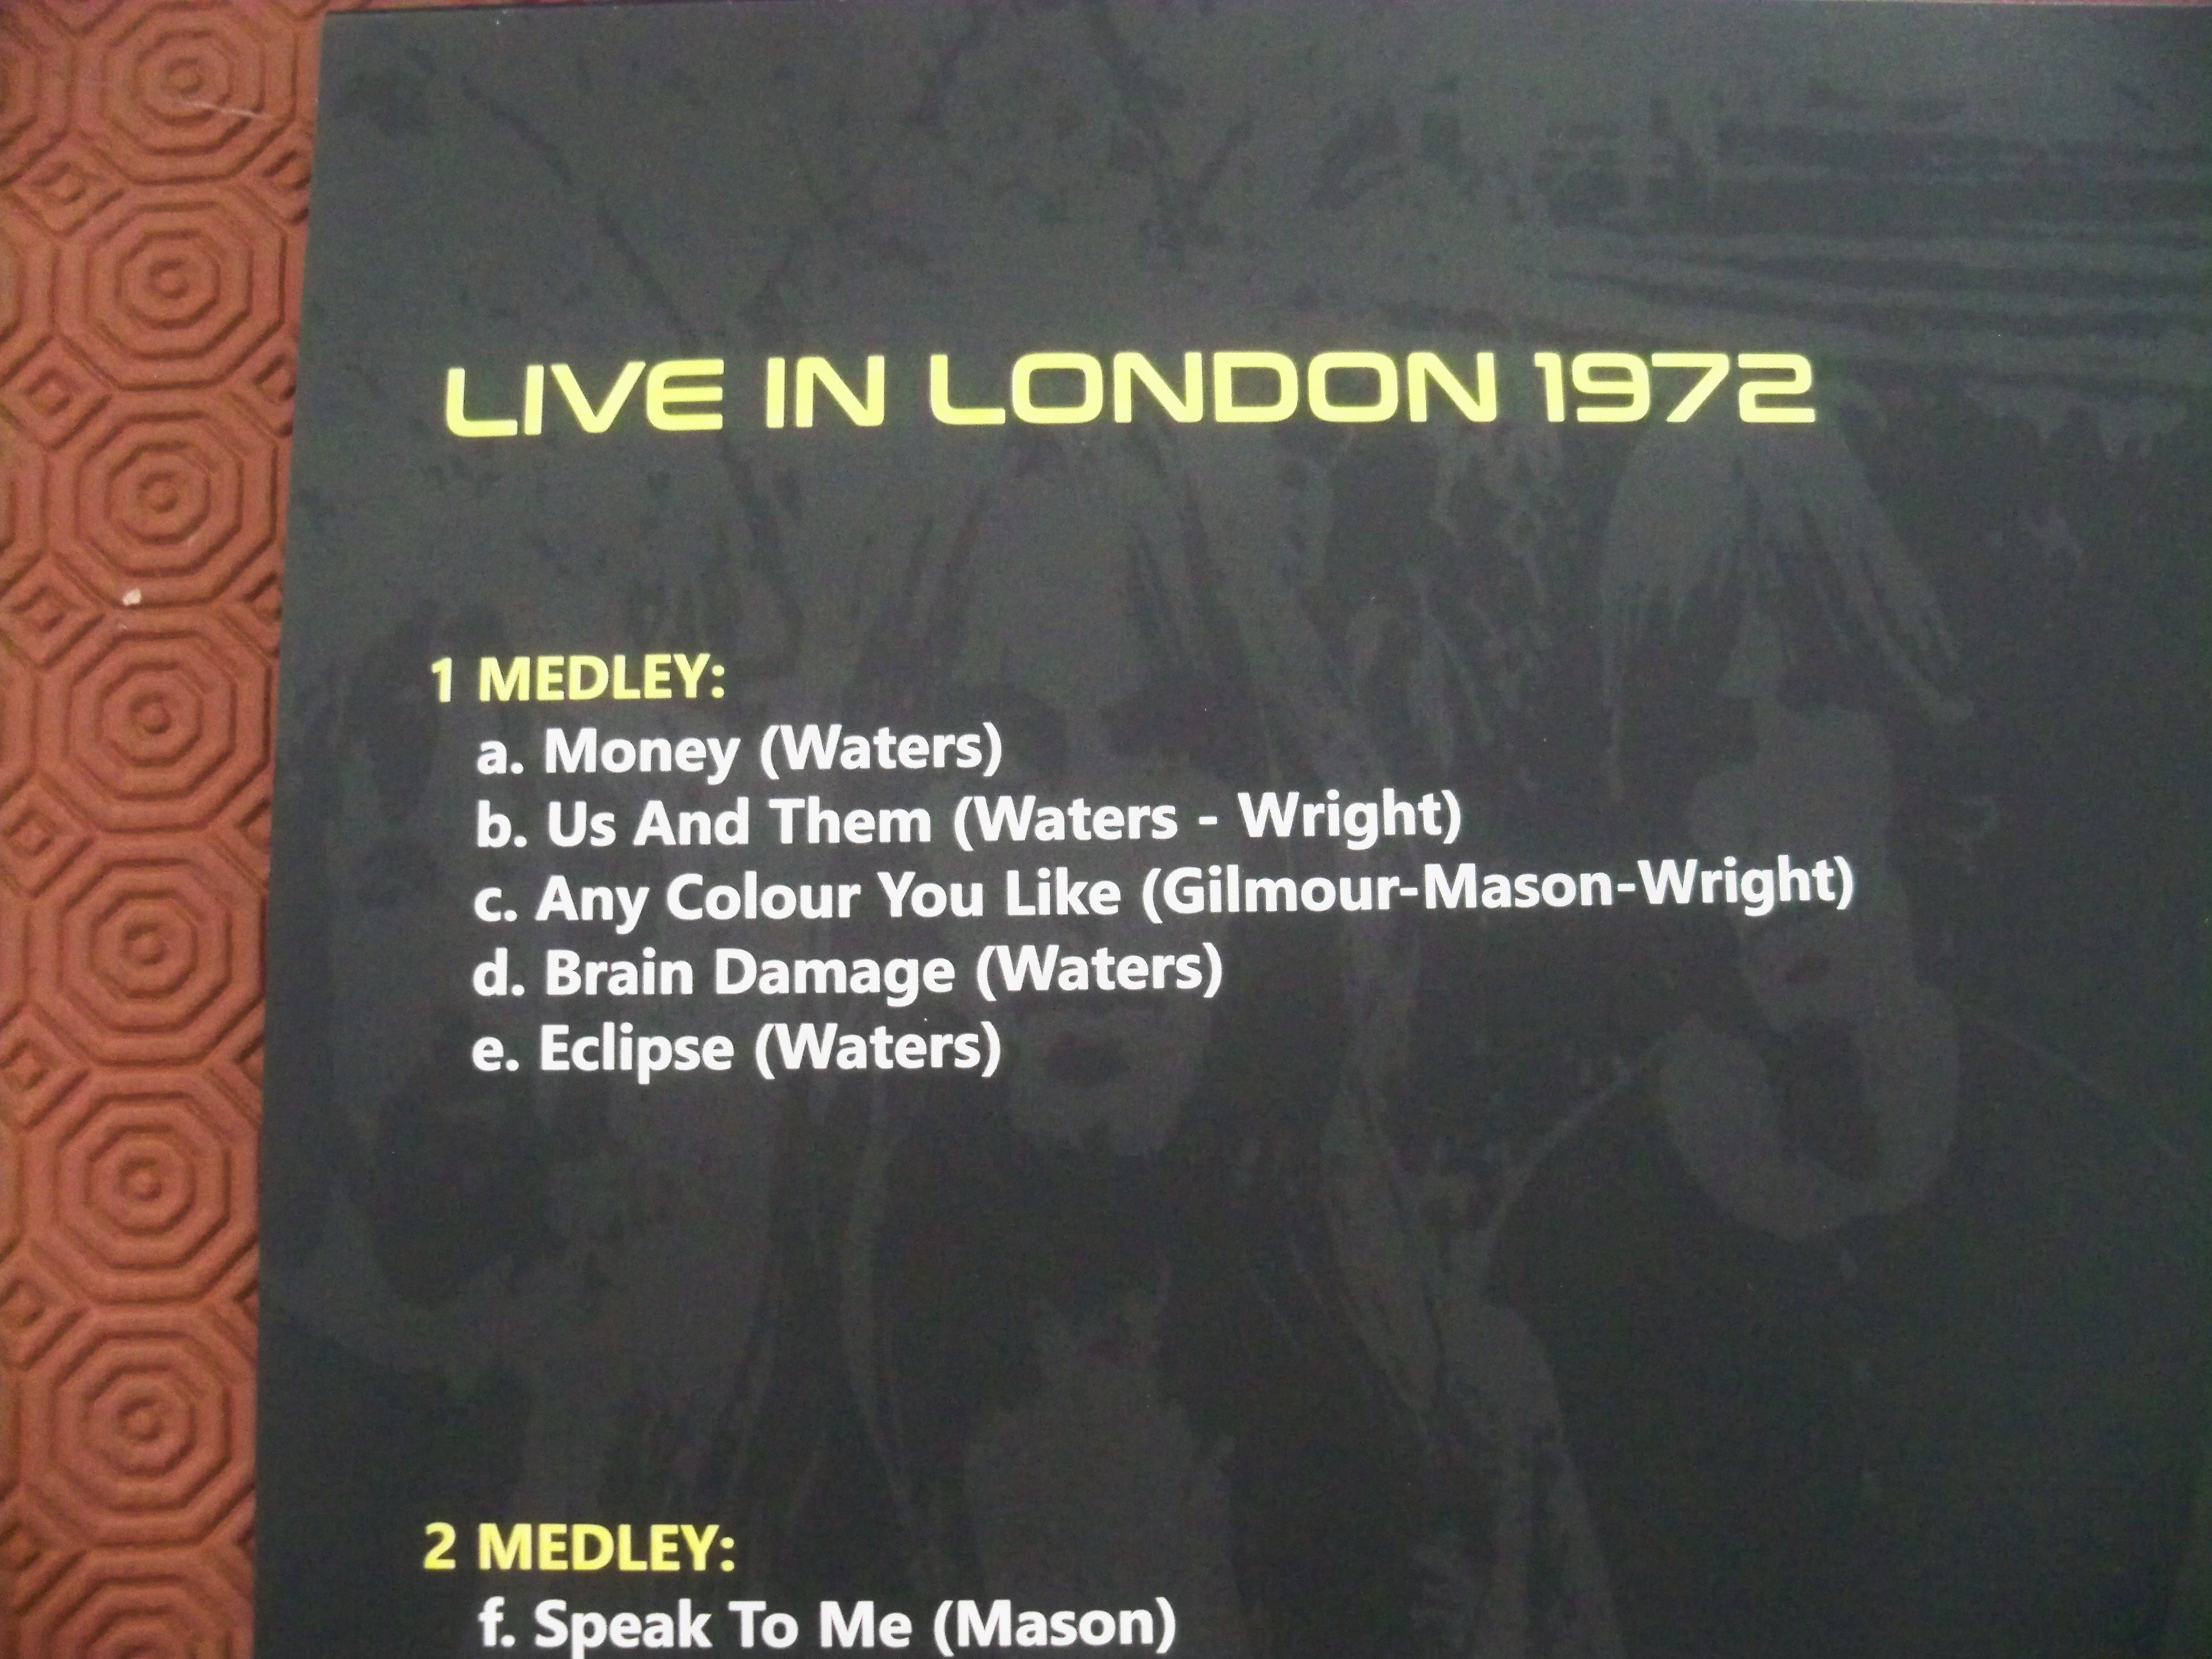 LIVE IN LONDON 1972
1 MEDLEY:
a. Money (Waters)
b. Us And Them (Waters - Wright)
c. Any Colour You Like (Gilmour-Mason-Wright)
d. Brain Damage (Waters)
e. Eclipse (Waters)
2 MEDLEY:
f. Speak To Me (Mason)